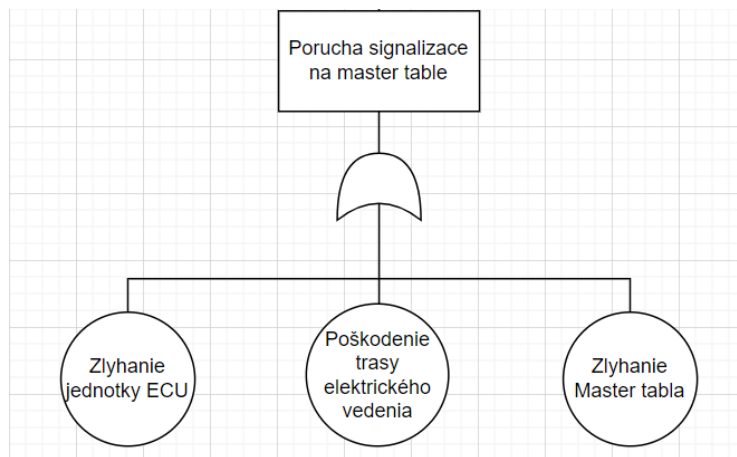 Porucha signalizace
na master table
Zlyhanie
jednotky ECU
Poškodenie
trasy
elektrického
vedenia
Zlyhanie
Master tabla